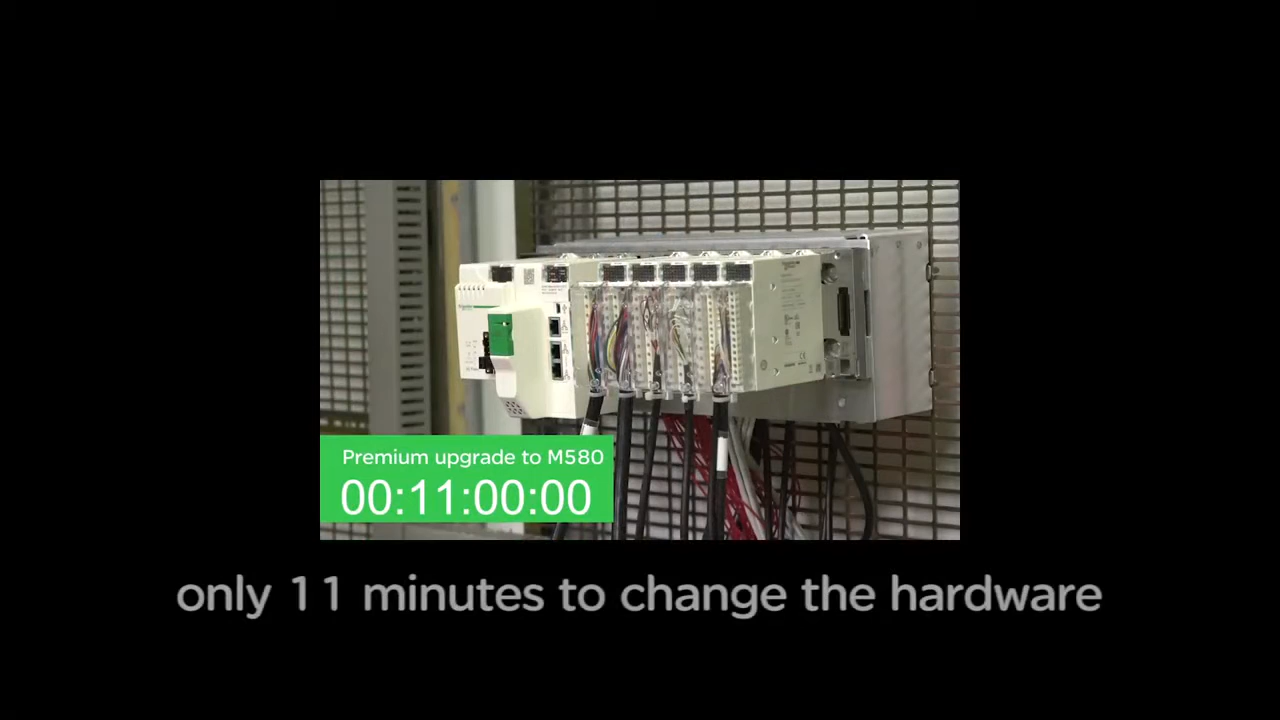 Premium upgrade to M580
00:11:00:00
only 11 minutes to change the hardware